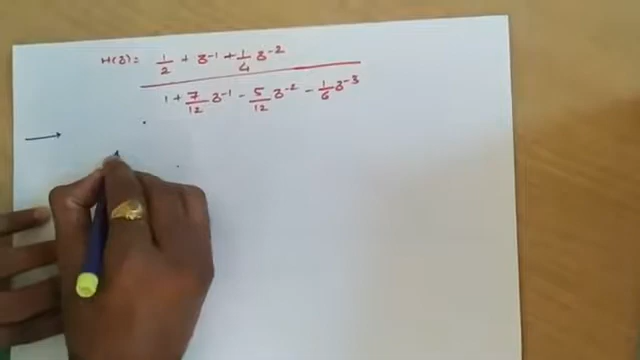 H(z) = 1/2 + z⁻¹ + 1/4 z⁻²
1 + 7/12 z⁻¹ - 5/12 z⁻² - 1/6 z⁻³